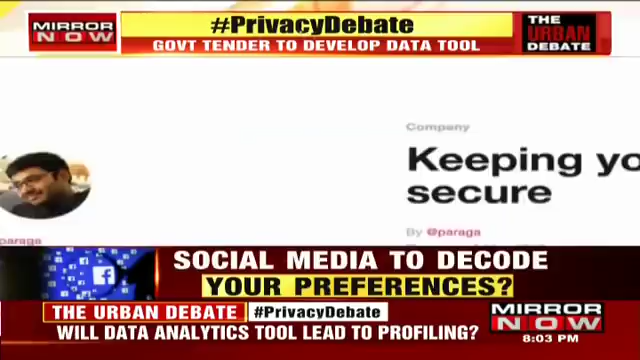 MIRROR
NOW
#PrivacyDebate
GOVT TENDER TO DEVELOP DATA TOOL
THE
URBAN
DEBATE
Company
Keeping yo
secure
By @paraga
paraga
SOCIAL MEDIA TO DECODE
YOUR PREFERENCES?
THE URBAN DEBATE
#PrivacyDebate
WILL DATA ANALYTICS TOOL LEAD TO PROFILING?
MIRROR
NOW
8:03 PM